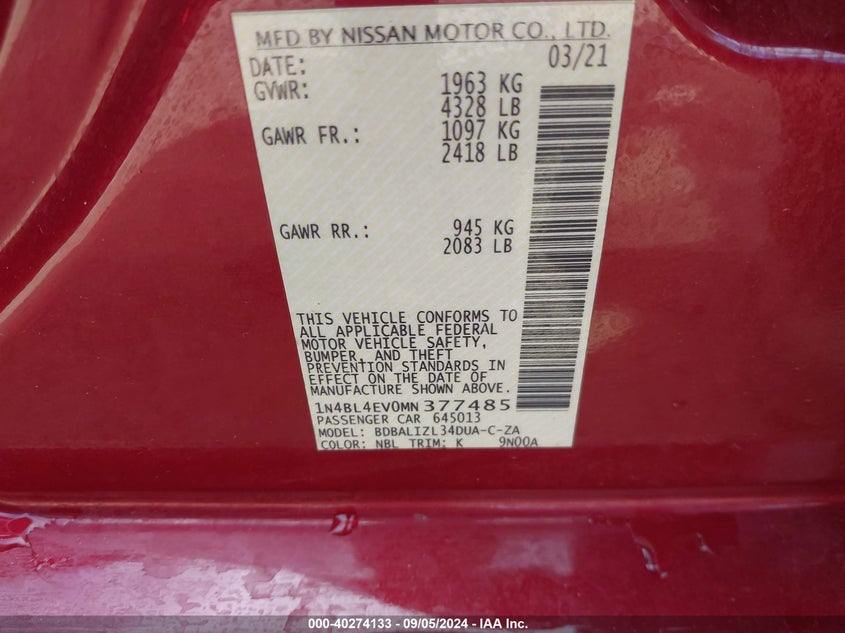 MFD BY NISSAN MOTOR CO., LTD.
DATE: 03/21
GVWR: 1963 KG
4328 LB
GAWR FR.: 1097 KG
2418 LB
GAWR RR.: 945 KG
2083 LB
THIS VEHICLE CONFORMS TO
ALL APPLICABLE FEDERAL
MOTOR VEHICLE SAFETY,
BUMPER, AND THEFT
PREVENTION STANDARDS IN
EFFECT ON THE DATE OF
MANUFACTURE SHOWN ABOVE.
1N4BL4EV0MN377485
PASSENGER CAR 645013
MODEL: BDBALIZL34DUA-C-ZA
COLOR: NBL TRIM: K 9N00A
000-40274133 - 09/05/2024 - IAA Inc.